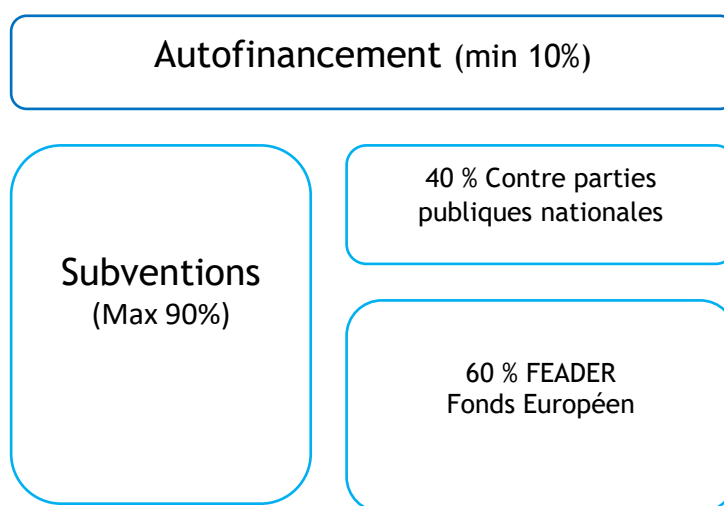 Autofinancement (min 10%)
Subventions
(Max 90%)
40 % Contre parties
publiques nationales
60 % FEADER
Fonds Européen